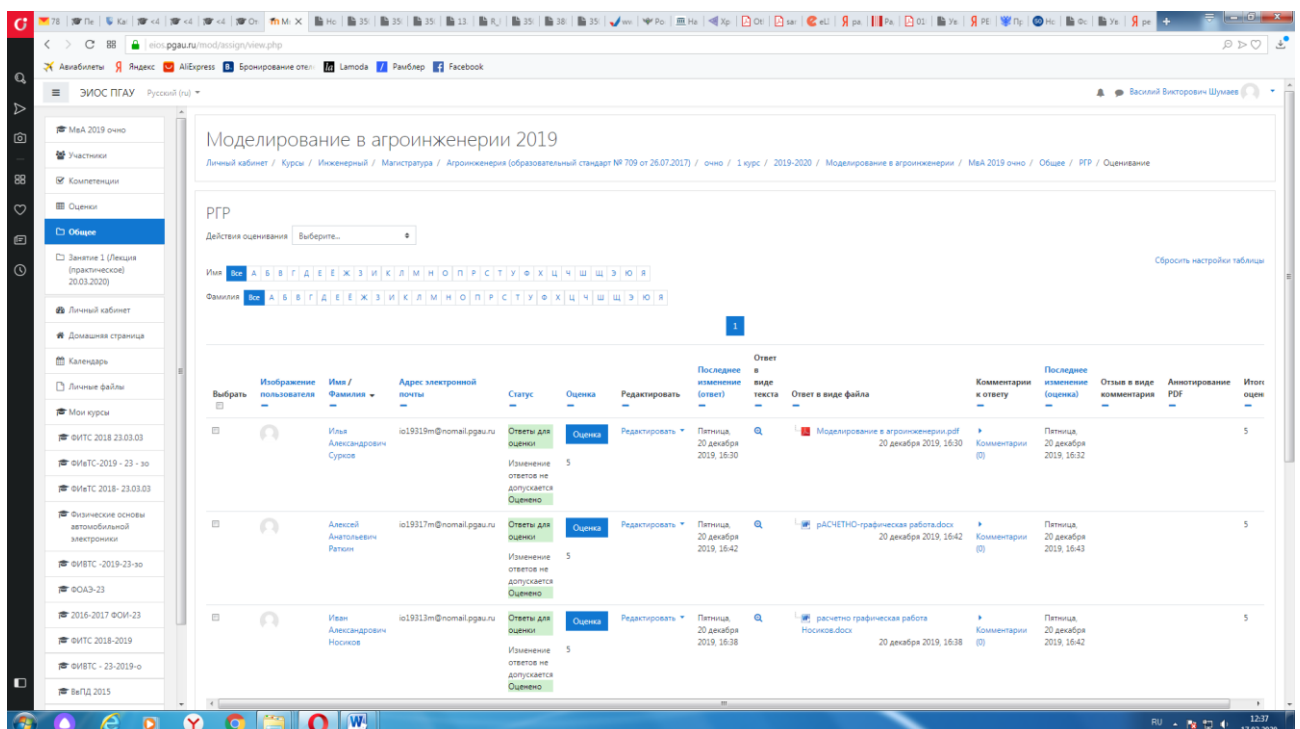 eios.pgau.ru/mod/assign/view.php
Авиабилеты Яндекс AliExpress Бронирование отел Lamoda Рамблер Facebook
ЭИОС ПГАУ Русский (ru)
Василий Викторович Шумаев
МвА 2019 очно
Участники
Компетенции
Оценки
Общее
Занятие 1 (Лекция
(практическое)
20.03.2020)
Личный кабинет
Домашняя страница
Календарь
Личные файлы
Мои курсы
ФИТС 2018 23.03.03
ФИвТС-2019 - 23 - зо
ФИвТС 2018- 23.03.03
Физические основы
автомобильной
электроники
ФИВТС -2019-23-зо
ФОАЭ-23
2016-2017 ФОИ-23
ФИТС 2018-2019
ФИВТС - 23-2019-о
ВвПД 2015
Моделирование в агроинженерии 2019
Личный кабинет / Курсы / Инженерный / Магистратура / Агроинженерия (образовательный стандарт № 709 от 26.07.2017) / очно / 1 курс / 2019-2020 / Моделирование в агроинженерии / МвА 2019 очно / Общее / РГР / Оценивание
РГР
Действия оценивания Выберите...
Сбросить настройки таблицы
Имя Все А Б В Г Д Е Ё Ж З И К Л М Н О П Р С Т У Ф Х Ц Ч Ш Щ Э Ю Я
Фамилия Все А Б В Г Д Е Ё Ж З И К Л М Н О П Р С Т У Ф Х Ц Ч Ш Щ Э Ю Я
1
Выбрать
Изображение
пользователя
Имя /
Фамилия
Адрес электронной
почты
Статус
Оценка
Редактировать
Последнее
изменение
(ответ)
Ответ
в
виде
текста
Ответ в виде файла
Комментарии
к ответу
Последнее
изменение
(оценка)
Отзыв в виде
комментария
Аннотирование
PDF
Итого
оцен
Илья
Александрович
Сурков
io19319m@nomail.pgau.ru
Ответы для
оценки
Изменение
ответов не
допускается
Оценено
Оценка
5
Редактировать
Пятница,
20 декабря
2019, 16:30
Моделирование в агроинженерии.pdf
20 декабря 2019, 16:30
Комментарии
(0)
Пятница,
20 декабря
2019, 16:32
5
Алексей
Анатольевич
Раткин
io19317m@nomail.pgau.ru
Ответы для
оценки
Изменение
ответов не
допускается
Оценено
Оценка
5
Редактировать
Пятница,
20 декабря
2019, 16:42
рАСЧЕТНО-графическая работа.docx
20 декабря 2019, 16:42
Комментарии
(0)
Пятница,
20 декабря
2019, 16:43
5
Иван
Александрович
Носиков
io19313m@nomail.pgau.ru
Ответы для
оценки
Изменение
ответов не
допускается
Оценено
Оценка
5
Редактировать
Пятница,
20 декабря
2019, 16:38
расчетно графическая работа
Носиков.docx
20 декабря 2019, 16:38
Комментарии
(0)
Пятница,
20 декабря
2019, 16:42
5
RU
12:37